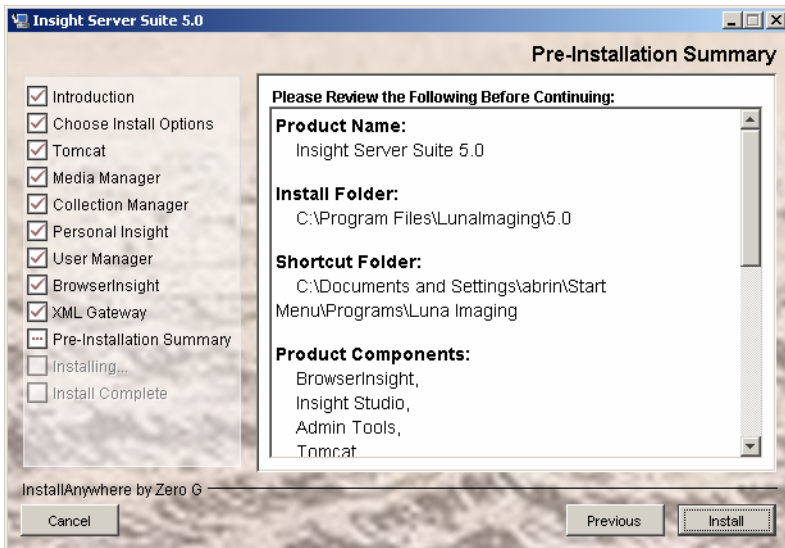 Insight Server Suite 5.0
Pre-Installation Summary
Introduction
Choose Install Options
Tomcat
Media Manager
Collection Manager
Personal Insight
User Manager
BrowserInsight
XML Gateway
Pre-Installation Summary
Installing...
Install Complete
Please Review the Following Before Continuing:
Product Name:
Insight Server Suite 5.0
Install Folder:
C:\Program Files\LunaImaging\5.0
Shortcut Folder:
C:\Documents and Settings\abrin\Start
Menu\Programs\Luna Imaging
Product Components:
BrowserInsight,
Insight Studio,
Admin Tools,
Tomcat
InstallAnywhere by Zero G
Cancel
Previous
Install